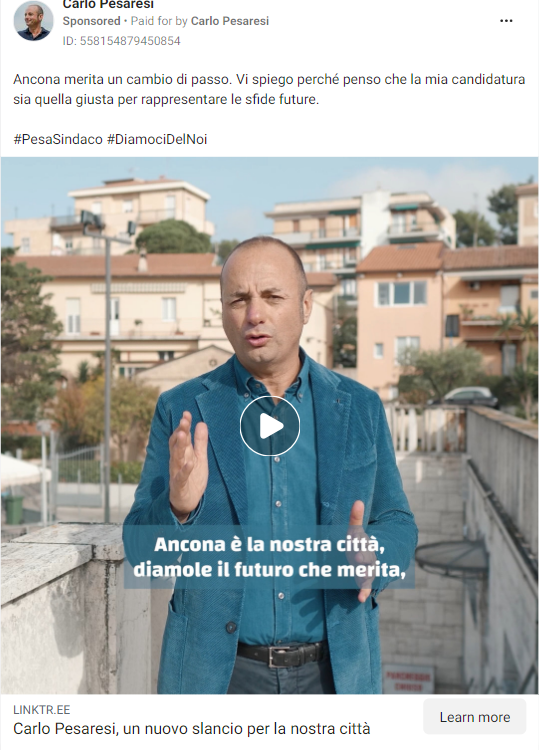 Carlo Pesaresi
Sponsored • Paid for by Carlo Pesaresi
ID: 558154879450854
Ancona merita un cambio di passo. Vi spiego perché penso che la mia candidatura
sia quella giusta per rappresentare le sfide future.
#PesaSindaco #DiamociDelNoi
Ancona è la nostra città,
diamole il futuro che merita,
LINKTR.EE
Carlo Pesaresi, un nuovo slancio per la nostra città
Learn more